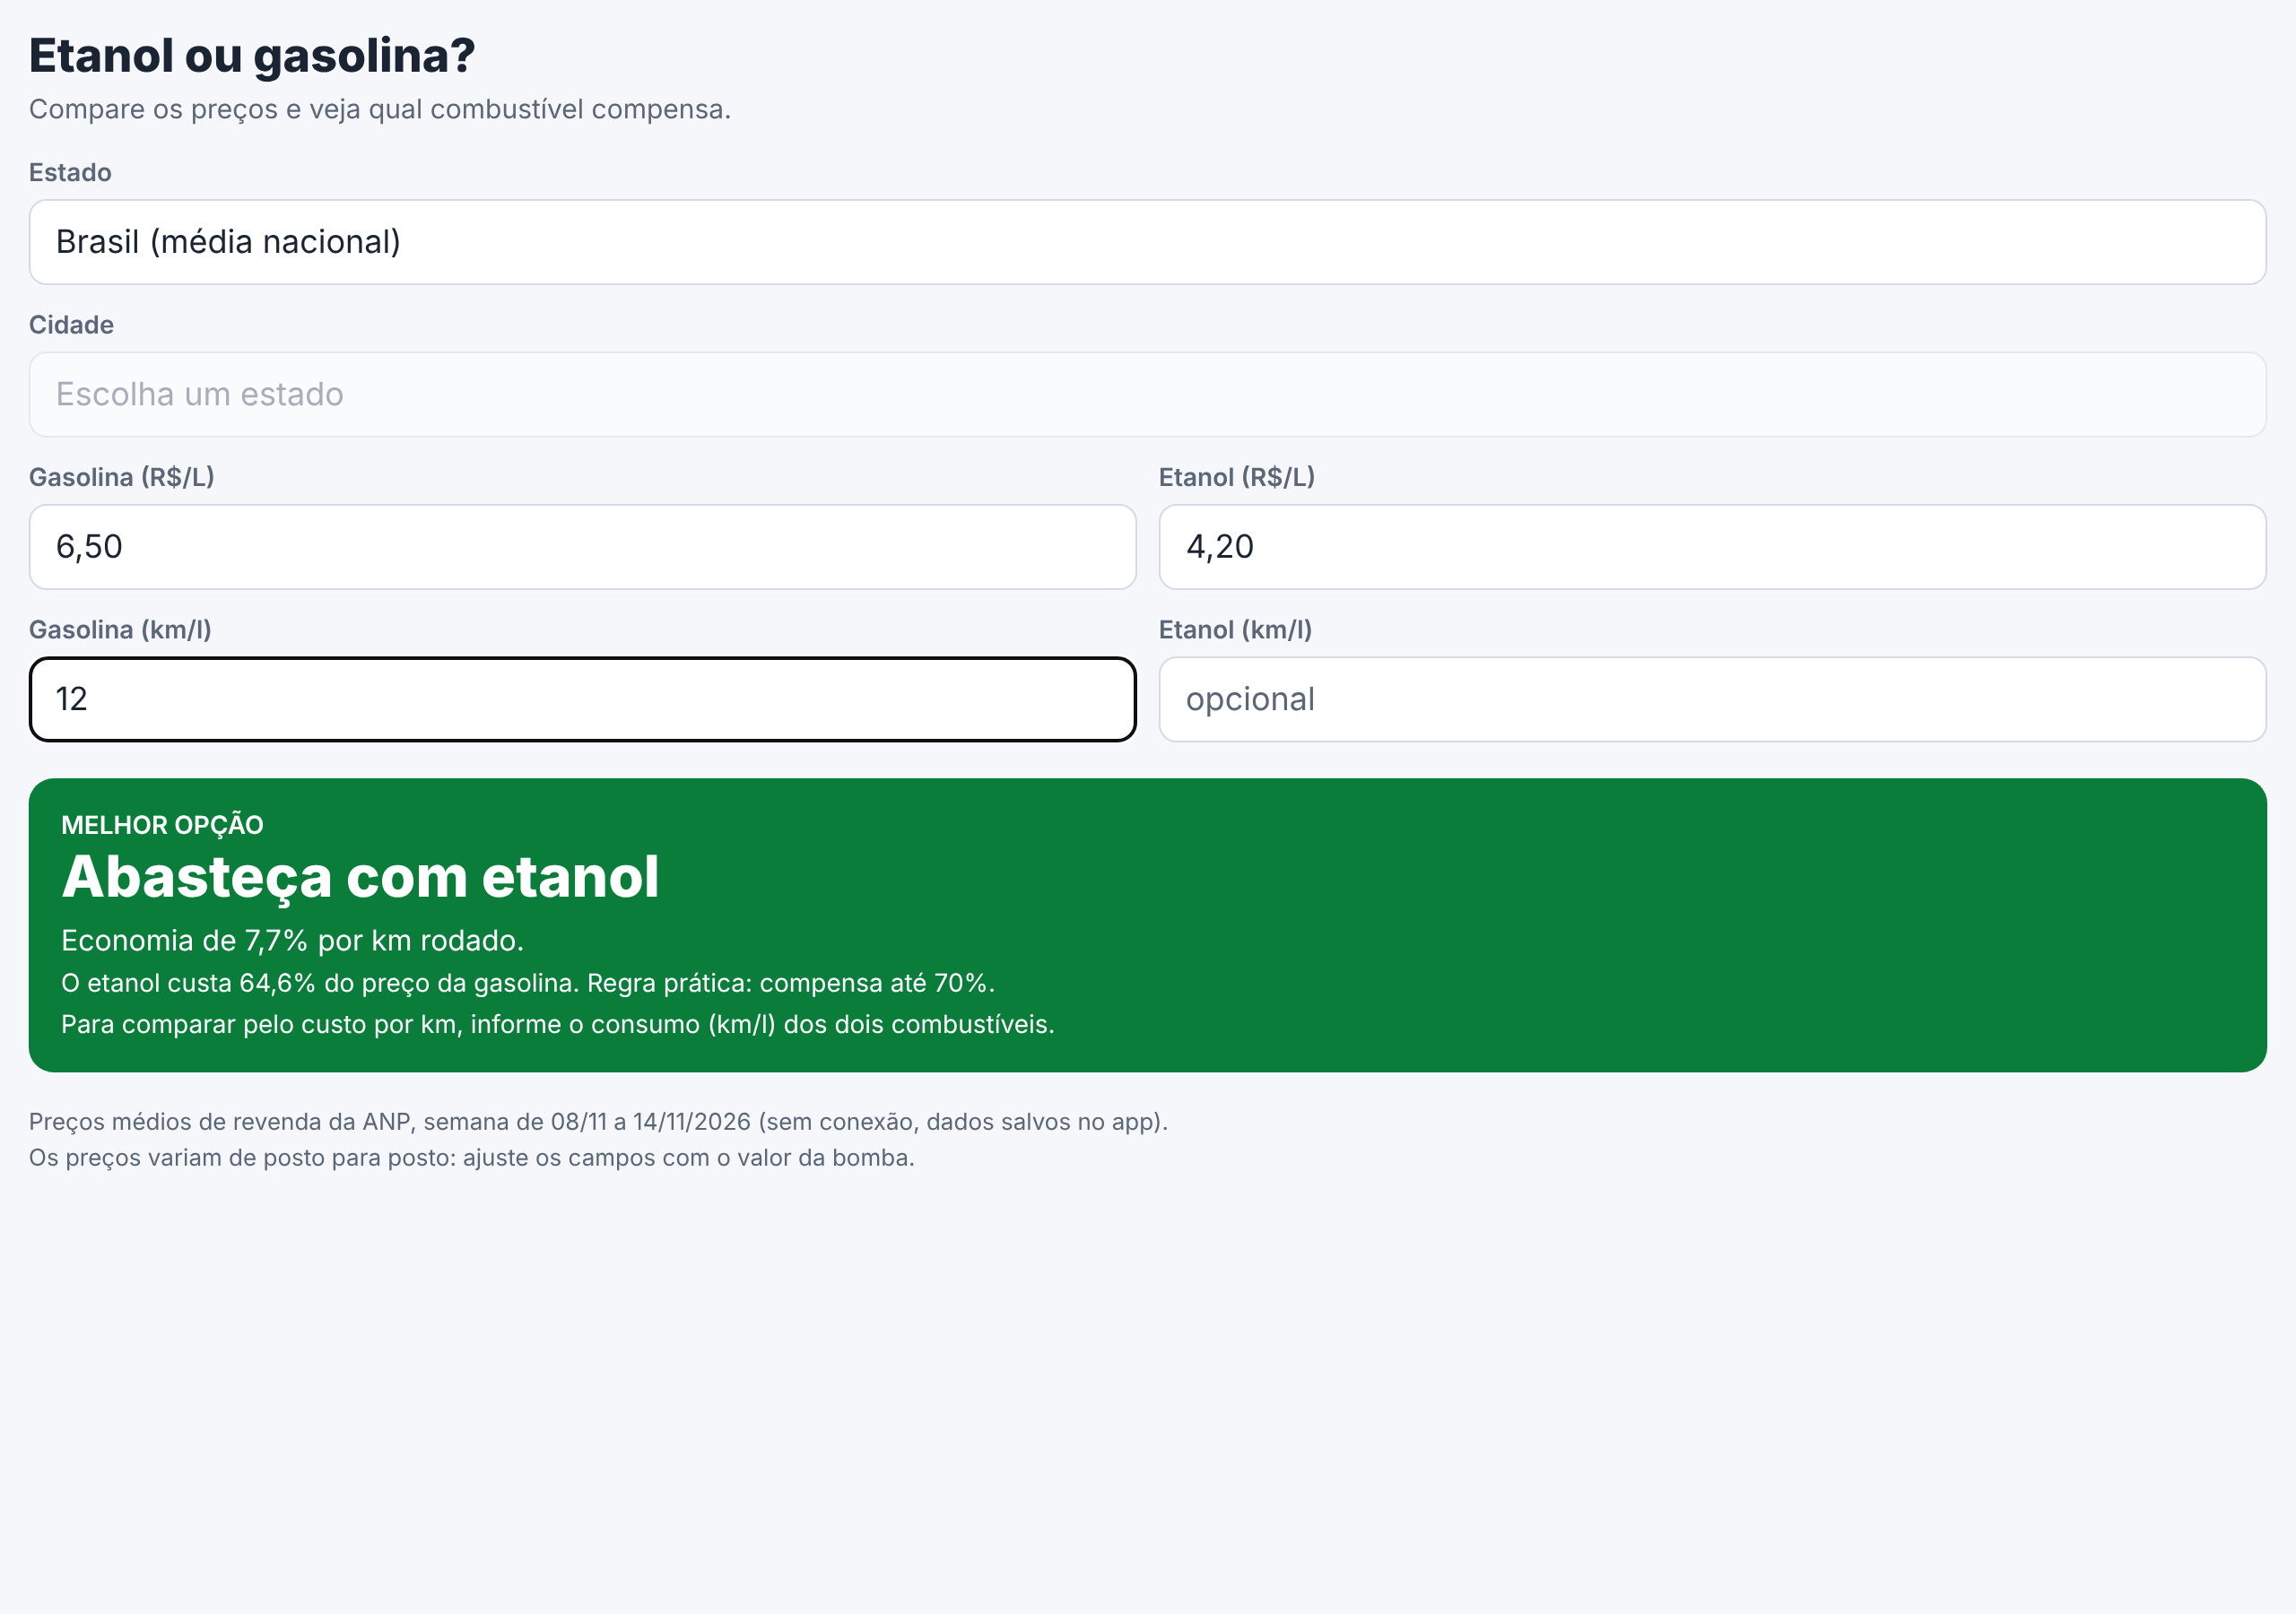 Etanol ou gasolina?
Compare os preços e veja qual combustível compensa.
Estado
Brasil (média nacional)
Cidade
Escolha um estado
Gasolina (R$/L)
Etanol (R$/L)
6,50
4,20
Gasolina (km/l)
Etanol (km/l)
12
opcional
MELHOR OPÇÃO
Abasteça com etanol
Economia de 7,7% por km rodado.
O etanol custa 64,6% do preço da gasolina. Regra prática: compensa até 70%.
Para comparar pelo custo por km, informe o consumo (km/l) dos dois combustíveis.
Preços médios de revenda da ANP, semana de 08/11 a 14/11/2026 (sem conexão, dados salvos no app).
Os preços variam de posto para posto: ajuste os campos com o valor da bomba.